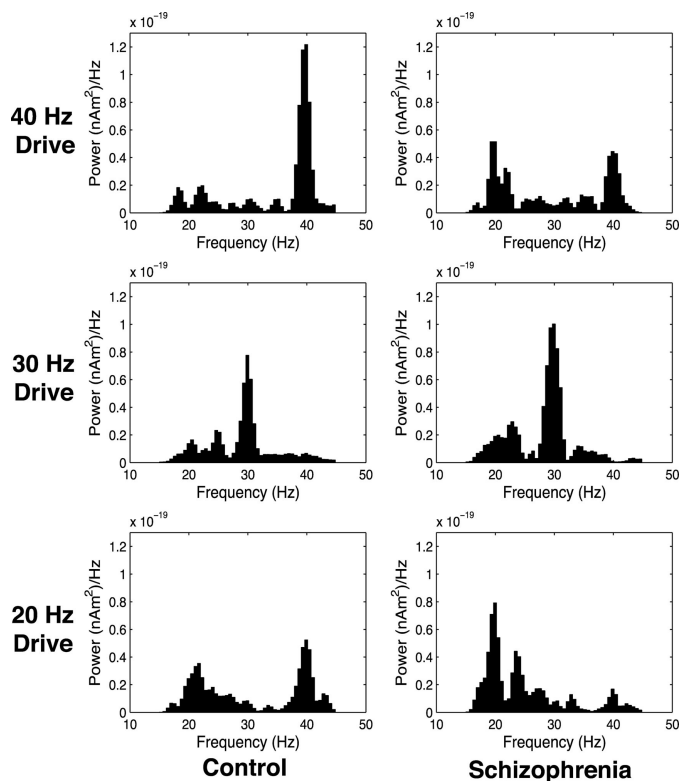 40 Hz
Drive
x 10⁻¹⁹
Power (nAm²)/Hz
1.2
1
0.8
0.6
0.4
0.2
0
10 20 30 40 50
Frequency (Hz)
x 10⁻¹⁹
Power (nAm²)/Hz
1.2
1
0.8
0.6
0.4
0.2
0
10 20 30 40 50
Frequency (Hz)
30 Hz
Drive
x 10⁻¹⁹
Power (nAm²)/Hz
1.2
1
0.8
0.6
0.4
0.2
0
10 20 30 40 50
Frequency (Hz)
x 10⁻¹⁹
Power (nAm²)/Hz
1.2
1
0.8
0.6
0.4
0.2
0
10 20 30 40 50
Frequency (Hz)
20 Hz
Drive
x 10⁻¹⁹
Power (nAm²)/Hz
1.2
1
0.8
0.6
0.4
0.2
0
10 20 30 40 50
Frequency (Hz)
x 10⁻¹⁹
Power (nAm²)/Hz
1.2
1
0.8
0.6
0.4
0.2
0
10 20 30 40 50
Frequency (Hz)
Control
Schizophrenia